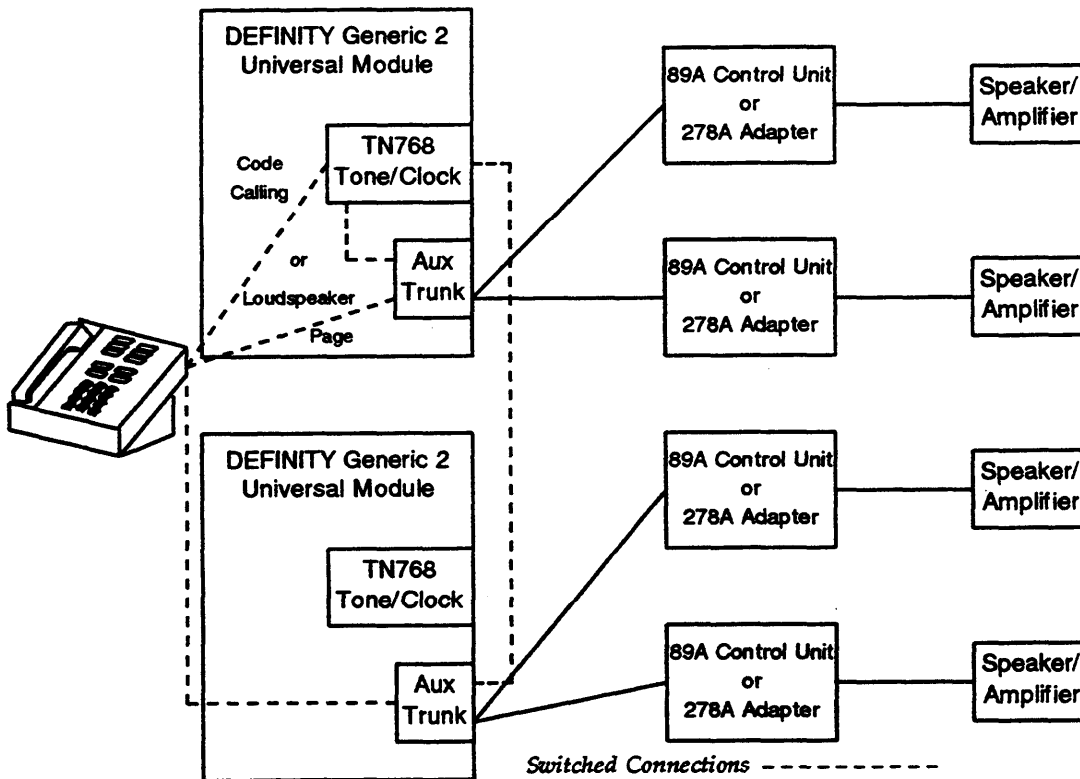 DEFINITY Generic 2
Universal Module
TN768
Tone/Clock
Code
Calling
or
Loudspeaker
Page
Aux
Trunk
89A Control Unit
or
278A Adapter
Speaker/
Amplifier
89A Control Unit
or
278A Adapter
Speaker/
Amplifier
DEFINITY Generic 2
Universal Module
TN768
Tone/Clock
Aux
Trunk
89A Control Unit
or
278A Adapter
Speaker/
Amplifier
89A Control Unit
or
278A Adapter
Speaker/
Amplifier
Switched Connections